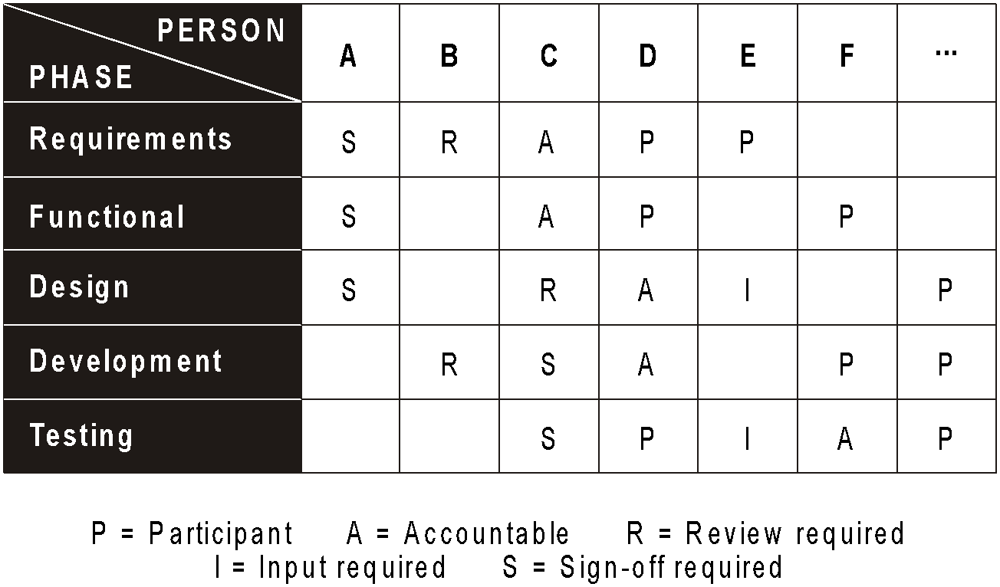 PERSON
PHASE
A B C D E F ...
Requirements S R A P P
Functional S A P P
Design S R A I P
Development R S A P P
Testing S P I A P
P = Participant A = Accountable R = Review required
I = Input required S = Sign-off required